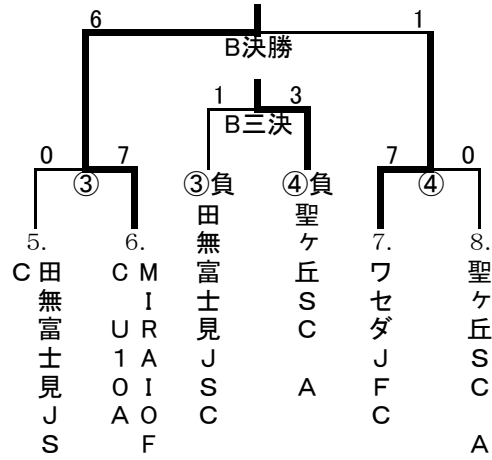 6 1
B決勝
1 3
B三決
0 7 7 0
③ ③負 ④負 ④
5. 6. 7. 8.
田無富士見JSC
MIRAIOFC U10A
田無富士見JSC
聖ヶ丘SC A
ワセダJFC
聖ヶ丘SC A